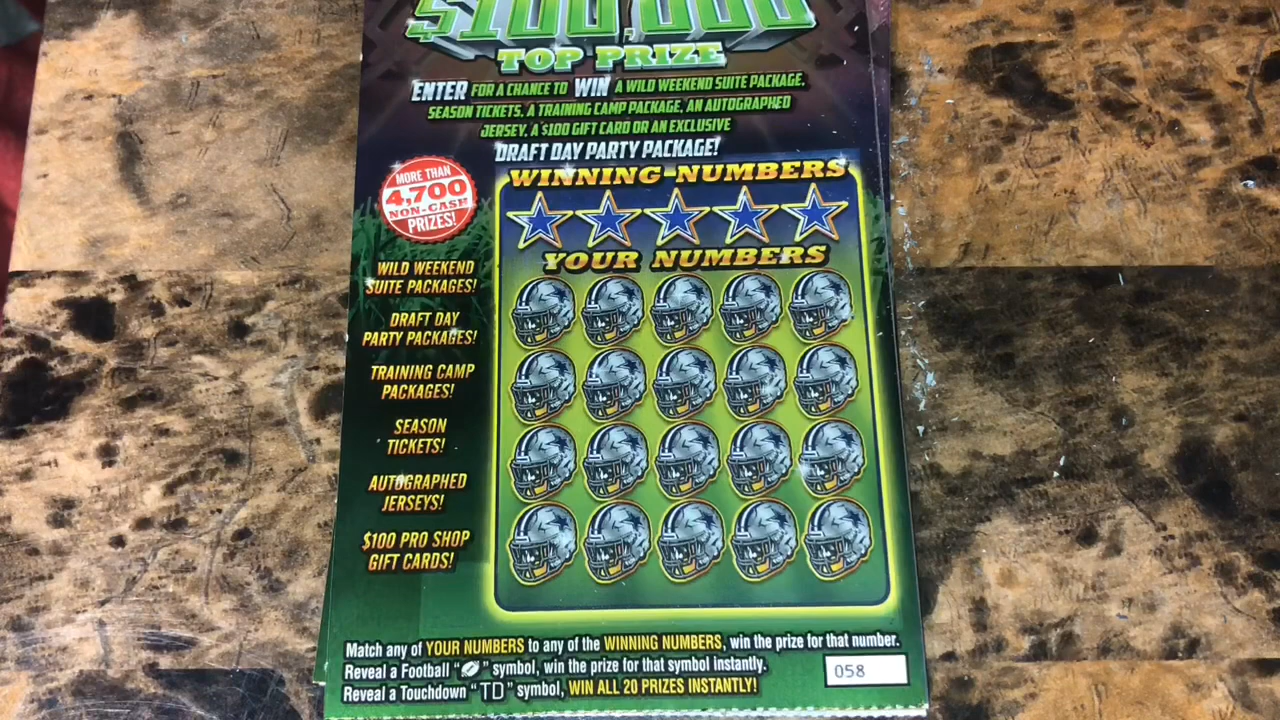 $100,000
TOP PRIZE
ENTER FOR A CHANCE TO WIN A WILD WEEKEND SUITE PACKAGE,
SEASON TICKETS, A TRAINING CAMP PACKAGE, AN AUTOGRAPHED
JERSEY, A $100 GIFT CARD OR AN EXCLUSIVE
DRAFT DAY PARTY PACKAGE!
MORE THAN
4,700
NON-CASH
PRIZES!
WINNING NUMBERS
YOUR NUMBERS
WILD WEEKEND
SUITE PACKAGES!
DRAFT DAY
PARTY PACKAGES!
TRAINING CAMP
PACKAGES!
SEASON
TICKETS!
AUTOGRAPHED
JERSEYS!
$100 PRO SHOP
GIFT CARDS!
Match any of YOUR NUMBERS to any of the WINNING NUMBERS, win the prize for that number.
Reveal a Football " " symbol, win the prize for that symbol instantly.
Reveal a Touchdown "TD" symbol, WIN ALL 20 PRIZES INSTANTLY!
058